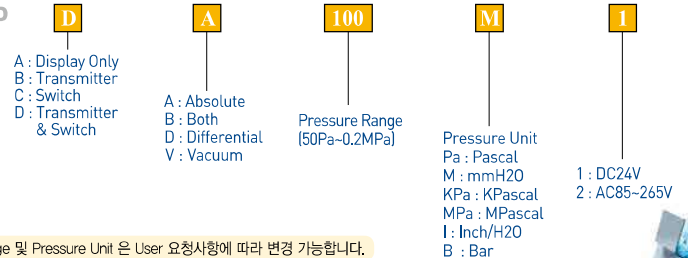 D A 100 M 1
A : Display Only
B : Transmitter
C : Switch
D : Transmitter
& Switch
A : Absolute
B : Both
D : Differential
V : Vacuum
Pressure Range
(50Pa~0.2MPa)
Pressure Unit
Pa : Pascal
M : mmH2O
KPa : KPascal
MPa : MPascal
I : Inch/H2O
B : Bar
1 : DC24V
2 : AC85~265V
및 Pressure Unit 은 User 요청사항에 따라 변경 가능합니다.